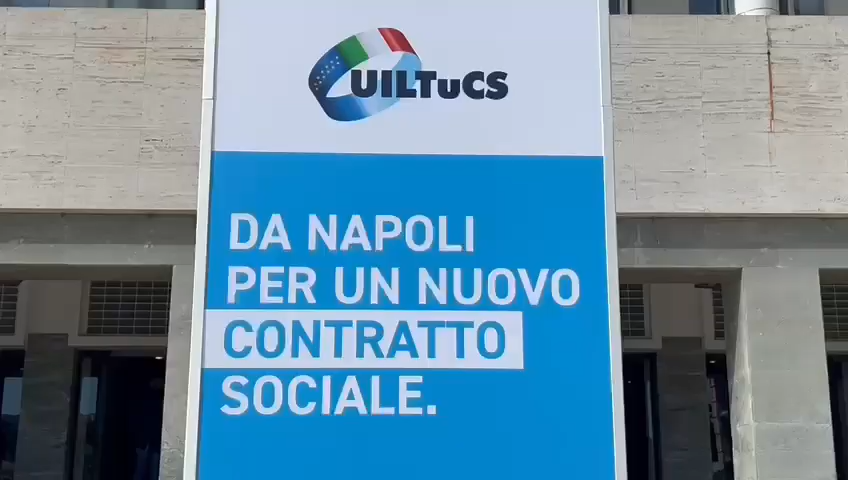 UILTuCS
DA NAPOLI
PER UN NUOVO
CONTRATTO
SOCIALE.